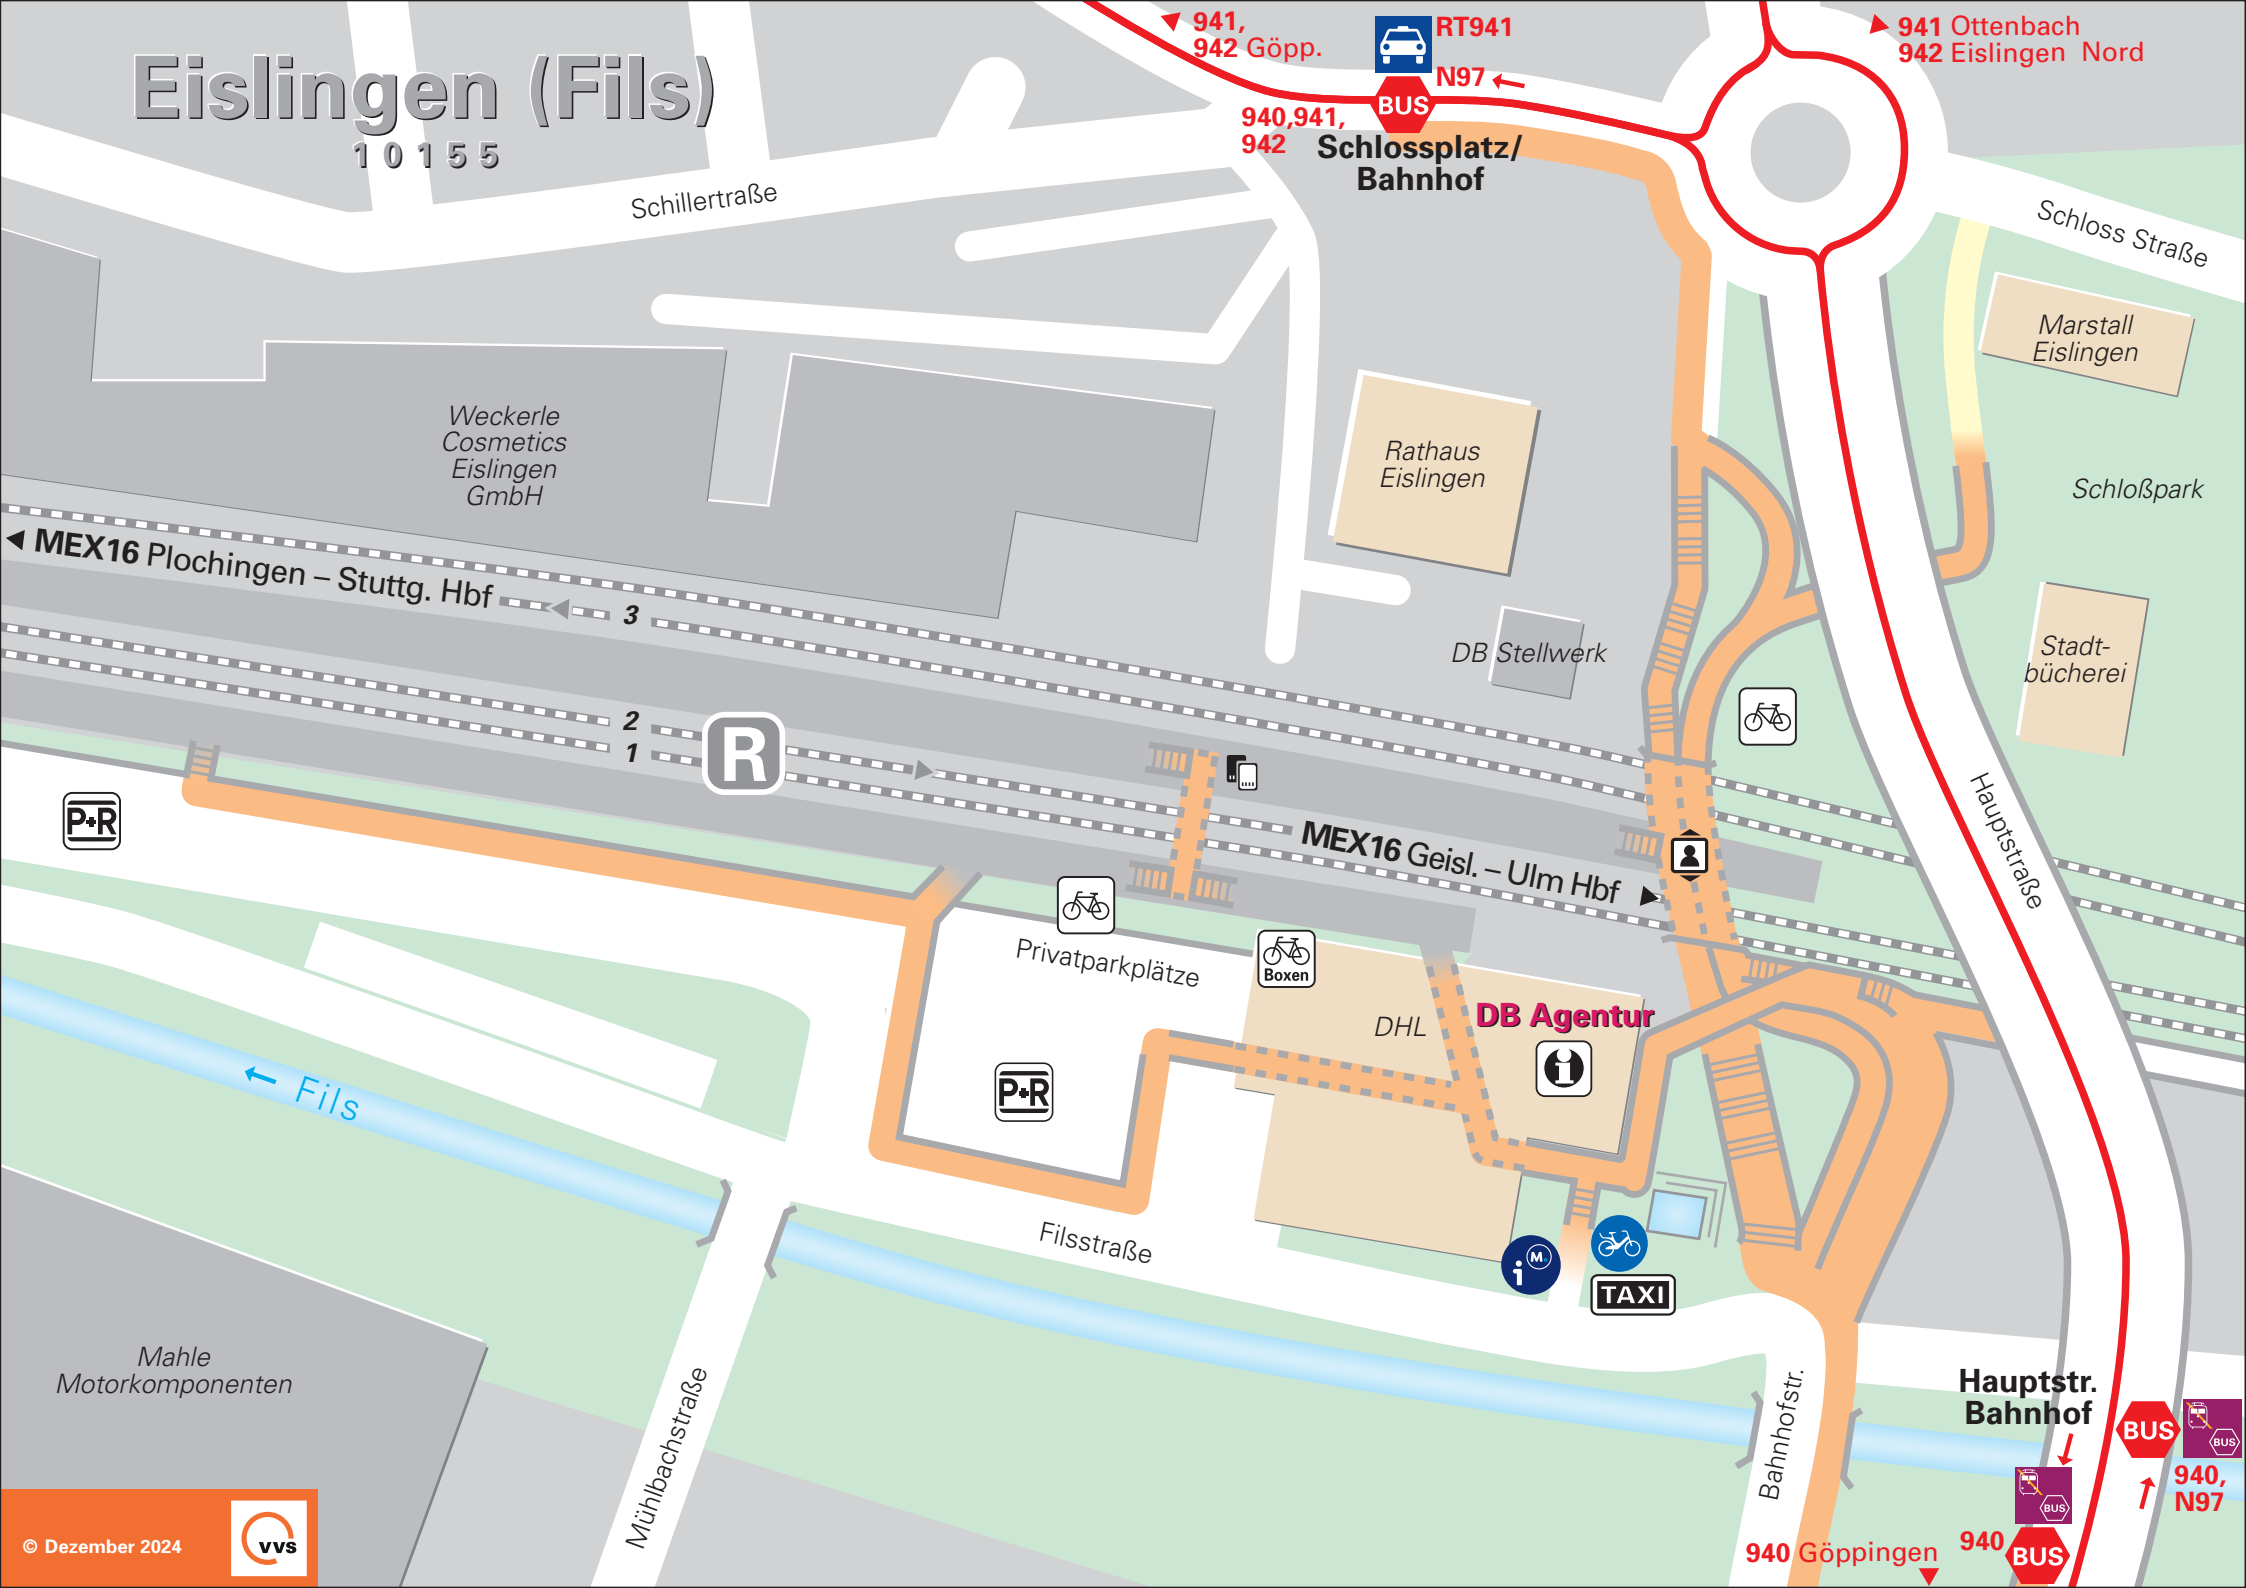 Eislingen (Fils)
10155
941,
942 Göpp.
RT941
N97
BUS
940,941,
942
Schlossplatz/
Bahnhof
941 Ottenbach
942 Eislingen Nord
Schillertraße
Schloss Straße
Marstall
Eislingen
Weckerle
Cosmetics
Eislingen
GmbH
Rathaus
Eislingen
Schloßpark
MEX16 Plochingen – Stuttg. Hbf
3
DB Stellwerk
Stadt-
bücherei
2
1
R
P+R
MEX16 Geisl. – Ulm Hbf
Hauptstraße
Privatparkplätze
Boxen
DHL
DB Agentur
i
P+R
Fils
Filsstraße
i M
TAXI
Mahle
Motorkomponenten
Mühlbachstraße
Bahnhofstr.
Hauptstr.
Bahnhof
BUS
BUS
940,
N97
BUS
940
BUS
940 Göppingen
© Dezember 2024
vvs